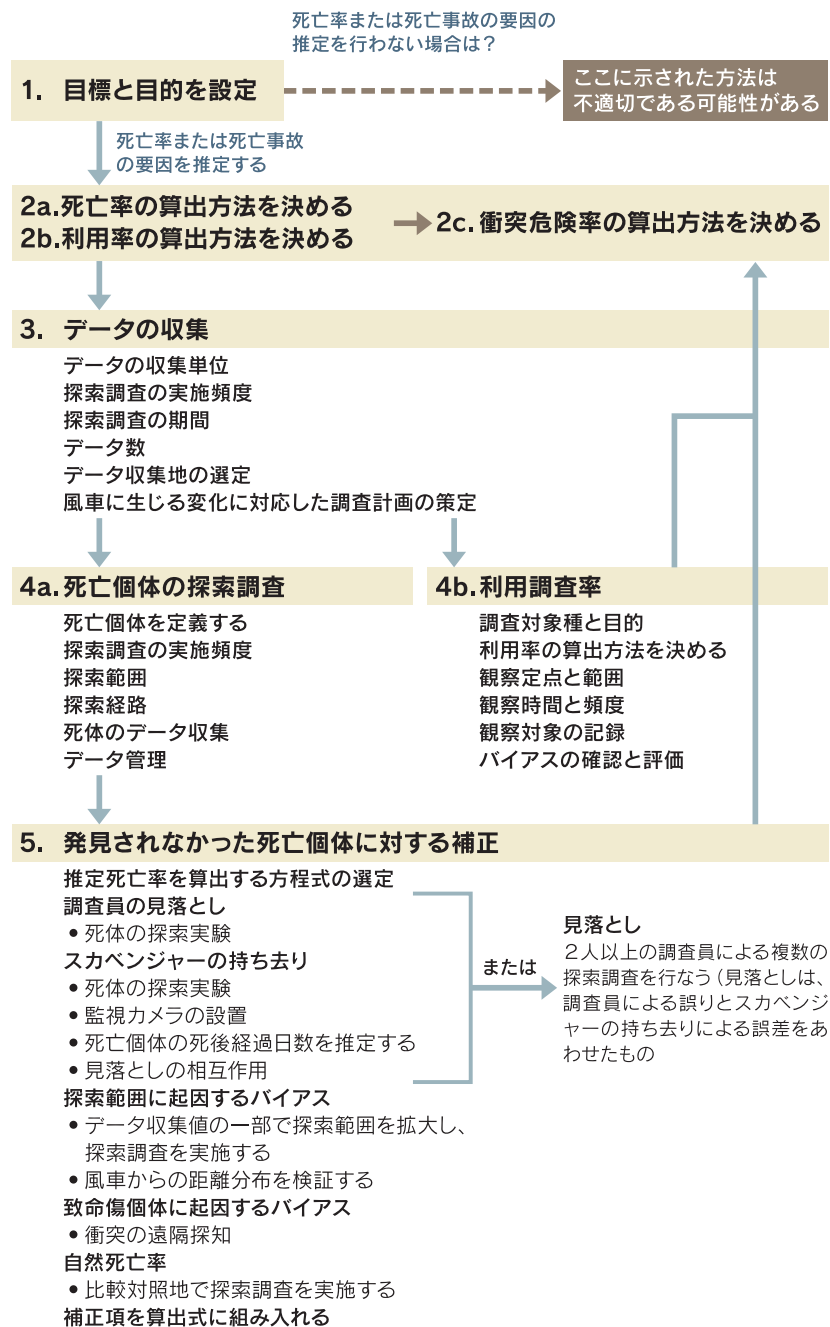 死亡率または死亡事故の要因の
推定を行わない場合は?
1. 目標と目的を設定
ここに示された方法は
不適切である可能性がある
死亡率または死亡事故
の要因を推定する
2a.死亡率の算出方法を決める
2b.利用率の算出方法を決める
2c.衝突危険率の算出方法を決める
3. データの収集
データの収集単位
探索調査の実施頻度
探索調査の期間
データ数
データ収集地の選定
風車に生じる変化に対応した調査計画の策定
4a.死亡個体の探索調査
死亡個体を定義する
探索調査の実施頻度
探索範囲
探索経路
死体のデータ収集
データ管理
4b.利用調査率
調査対象種と目的
利用率の算出方法を決める
観察定点と範囲
観察時間と頻度
観察対象の記録
バイアスの確認と評価
5. 発見されなかった死亡個体に対する補正
推定死亡率を算出する方程式の選定
調査員の見落とし
•死体の探索実験
スカベンジャーの持ち去り
•死体の探索実験
•監視カメラの設置
•死亡個体の死後経過日数を推定する
•見落としの相互作用
探索範囲に起因するバイアス
•データ収集値の一部で探索範囲を拡大し、
探索調査を実施する
•風車からの距離分布を検証する
致命傷個体に起因するバイアス
•衝突の遠隔探知
自然死亡率
•比較対照地で探索調査を実施する
補正項を算出式に組み入れる
または
見落とし
2人以上の調査員による複数の
探索調査を行なう(見落としは、
調査員による誤りとスカベンジ
ャーの持ち去りによる誤差をあ
わせたもの